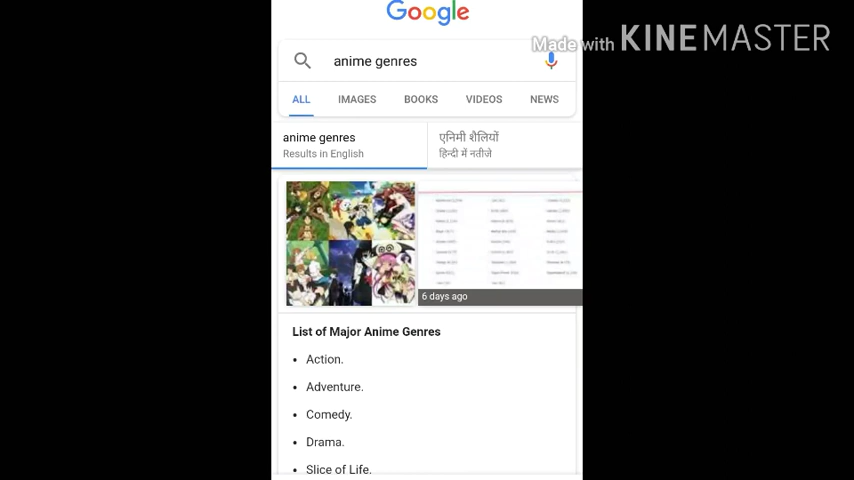 Google
Made with KINEMASTER
anime genres
ALL IMAGES BOOKS VIDEOS NEWS
anime genres
Results in English
एनिमी शैलियों
हिन्दी में नतीजे
6 days ago
List of Major Anime Genres
• Action.
• Adventure.
• Comedy.
• Drama.
• Slice of Life.